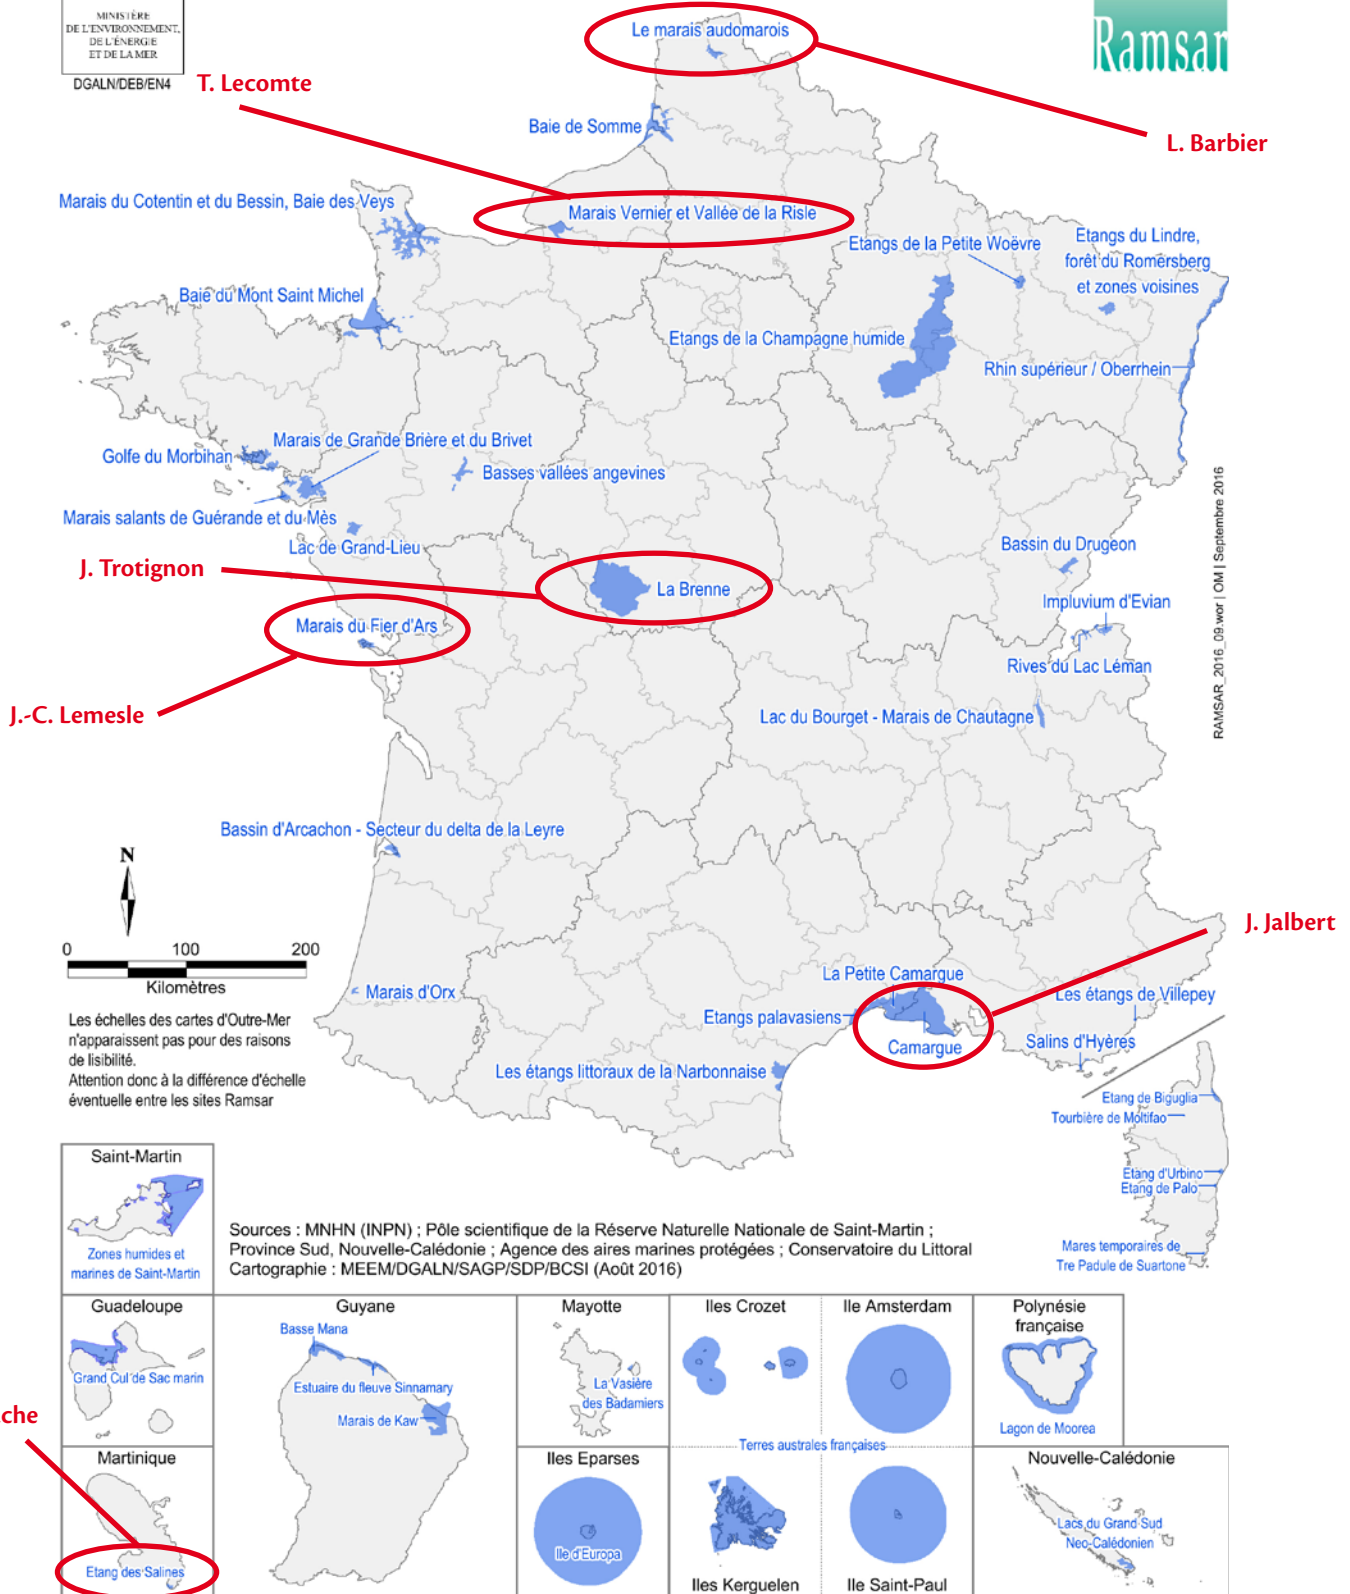 MINISTÈRE
DE L'ENVIRONNEMENT,
DE L'ÉNERGIE
ET DE LA MER
DGALN/DEB/EN4
Ramsar
T. Lecomte
Le marais audomarois
L. Barbier
Baie de Somme
Marais du Cotentin et du Bessin, Baie des Veys
Marais Vernier et Vallée de la Risle
Etangs de la Petite Woëvre
Etangs du Lindre,
forêt du Romersberg
et zones voisines
Baie du Mont Saint Michel
Etangs de la Champagne humide
Rhin supérieur / Oberrhein
Marais de Grande Brière et du Brivet
Golfe du Morbihan
Basses vallées angevines
Marais salants de Guérande et du Mès
Lac de Grand-Lieu
Bassin du Drugeon
J. Trotignon
La Brenne
Impluvium d'Evian
Marais du Fier d'Ars
Rives du Lac Léman
J.-C. Lemesle
Lac du Bourget - Marais de Chautagne
RAMSAR_2016_09.wor | OM | Septembre 2016
Bassin d'Arcachon - Secteur du delta de la Leyre
N
0 100 200
Kilomètres
J. Jalbert
La Petite Camargue
Marais d'Orx
Les étangs de Villepey
Etangs palavasiens
Camargue
Salins d'Hyères
Les étangs littoraux de la Narbonnaise
Les échelles des cartes d'Outre-Mer
n'apparaissent pas pour des raisons
de lisibilité.
Attention donc à la différence d'échelle
éventuelle entre les sites Ramsar
Etang de Biguglia
Tourbière de Moltifao
Etang d'Urbino
Etang de Palo
Mares temporaires de
Tre Padule de Suartone
Saint-Martin
Zones humides et
marines de Saint-Martin
Sources : MNHN (INPN) ; Pôle scientifique de la Réserve Naturelle Nationale de Saint-Martin ;
Province Sud, Nouvelle-Calédonie ; Agence des aires marines protégées ; Conservatoire du Littoral
Cartographie : MEEM/DGALN/SAGP/SDP/BCSI (Août 2016)
Guadeloupe
Grand Cul de Sac marin
Guyane
Basse Mana
Estuaire du fleuve Sinnamary
Marais de Kaw
Mayotte
La Vasière
des Badamiers
Iles Crozet
Ile Amsterdam
Polynésie
française
Lagon de Moorea
Terres australes françaises
che
Martinique
Etang des Salines
Iles Eparses
Ile d'Europa
Iles Kerguelen
Ile Saint-Paul
Nouvelle-Calédonie
Lacs du Grand Sud
Neo-Calédonien